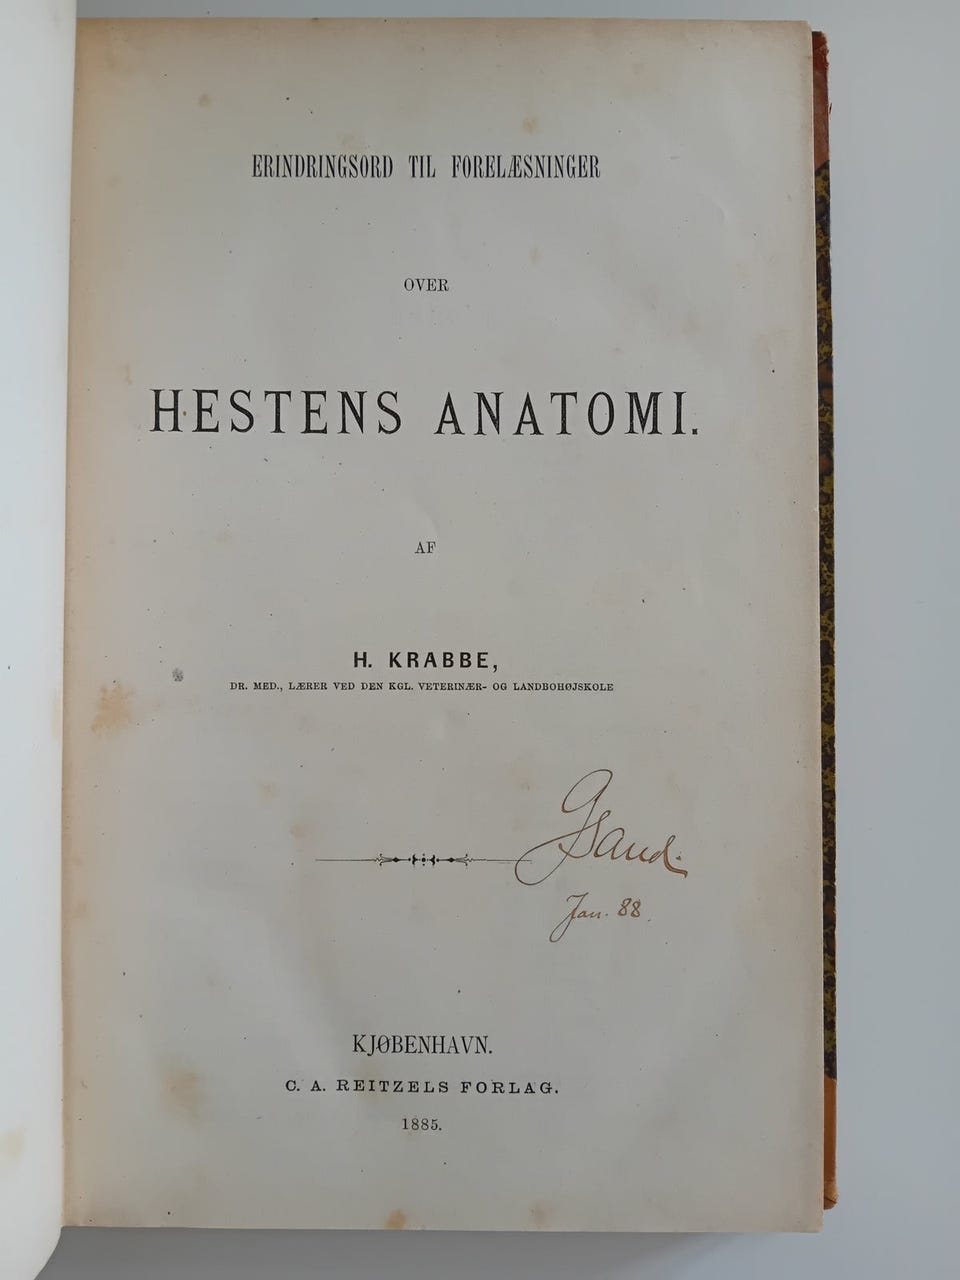 ERINDRINGSORD TIL FORELÆSNINGER
OVER
HESTENS ANATOMI.
AF
H. KRABBE,
DR. MED., LÆRER VED DEN KGL. VETERINÆR- OG LANDBOHØJSKOLE
GSand.
Jan. 88.
KJØBENHAVN.
C. A. REITZELS FORLAG.
1885.